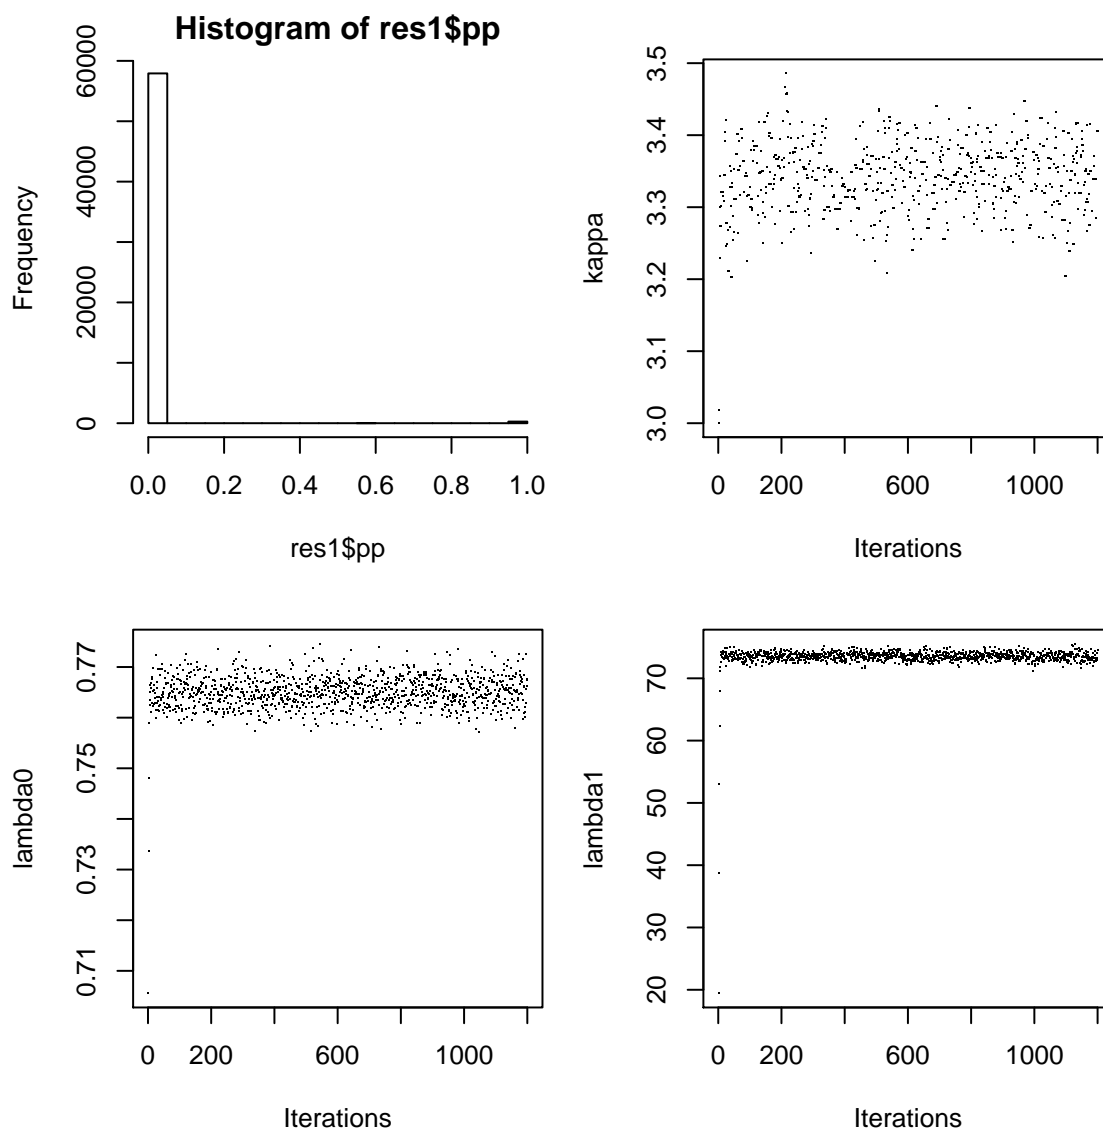 Histogram of res1$pp
Frequency
0
20000
40000
60000
0.0 0.2 0.4 0.6 0.8 1.0
res1$pp
kappa
3.0
3.1
3.2
3.3
3.4
3.5
0 200 600 1000
Iterations
lambda0
0.71
0.73
0.75
0.77
0 200 600 1000
Iterations
lambda1
20
30
40
50
60
70
0 200 600 1000
Iterations